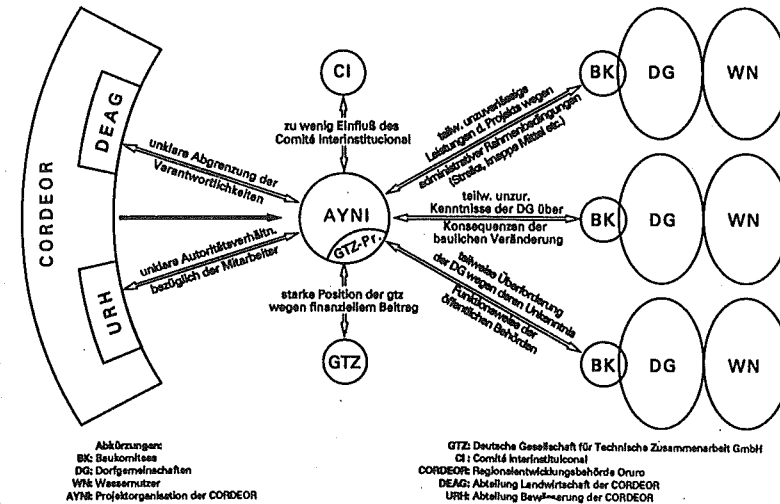 CI
zu wenig Einfluß des
Comité Interinstitucional
CORDEOR
DEAG
URH
unklare Abgrenzung der
Verantwortlichkeiten
unklare Autoritätsverhältn.
bezüglich der Mitarbeiter
AYNI
GTZ-Pr.
starke Position der gtz
wegen finanziellem Beitrag
GTZ
teilw. unzuverlässige
Leistungen d. Projekts wegen
administrativer Rahmenbedingungen
(Streiks, knappe Mittel etc.)
BK
DG
WN
teilw. unzur.
Kenntnisse der DG über
Konsequenzen der
baulichen Veränderung
BK
DG
WN
teilweise Überforderung
der DG wegen deren Unkenntnis
Funktionsweise der
öffentlichen Behörden
BK
DG
WN
Abkürzungen:
BK: Baukomitees
DG: Dorfgemeinschaften
WN: Wassernutzer
AYNI: Projektorganisation der CORDEOR
GTZ: Deutsche Gesellschaft für Technische Zusammenarbeit GmbH
CI: Comité Interinstitulconal
CORDEOR: Regionalentwicklungsbehörde Oruro
DEAG: Abteilung Landwirtschaft der CORDEOR
URH: Abteilung Bewässerung der CORDEOR